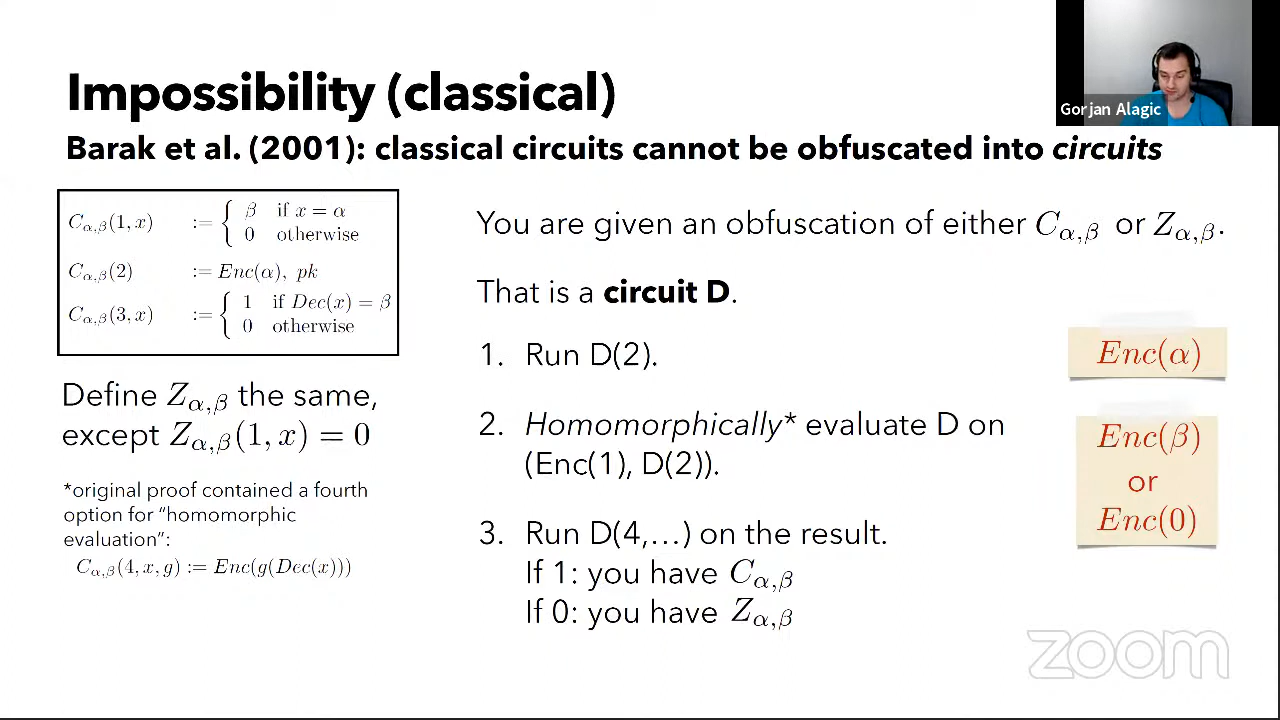 Impossibility (classical)
Gorjan Alagic
Barak et al. (2001): classical circuits cannot be obfuscated into circuits
C_{α,β}(1, x) := { β if x = α
0 otherwise
C_{α,β}(2) := Enc(α), pk
C_{α,β}(3, x) := { 1 if Dec(x) = β
0 otherwise
Define Z_{α,β} the same,
except Z_{α,β}(1, x) = 0
*original proof contained a fourth
option for “homomorphic
evaluation”:
C_{α,β}(4, x, g) := Enc(g(Dec(x)))
You are given an obfuscation of either C_{α,β} or Z_{α,β}.
That is a circuit D.
1. Run D(2).
2. Homomorphically* evaluate D on
(Enc(1), D(2)).
3. Run D(4,…) on the result.
If 1: you have C_{α,β}
If 0: you have Z_{α,β}
Enc(α)
Enc(β)
or
Enc(0)
zoom